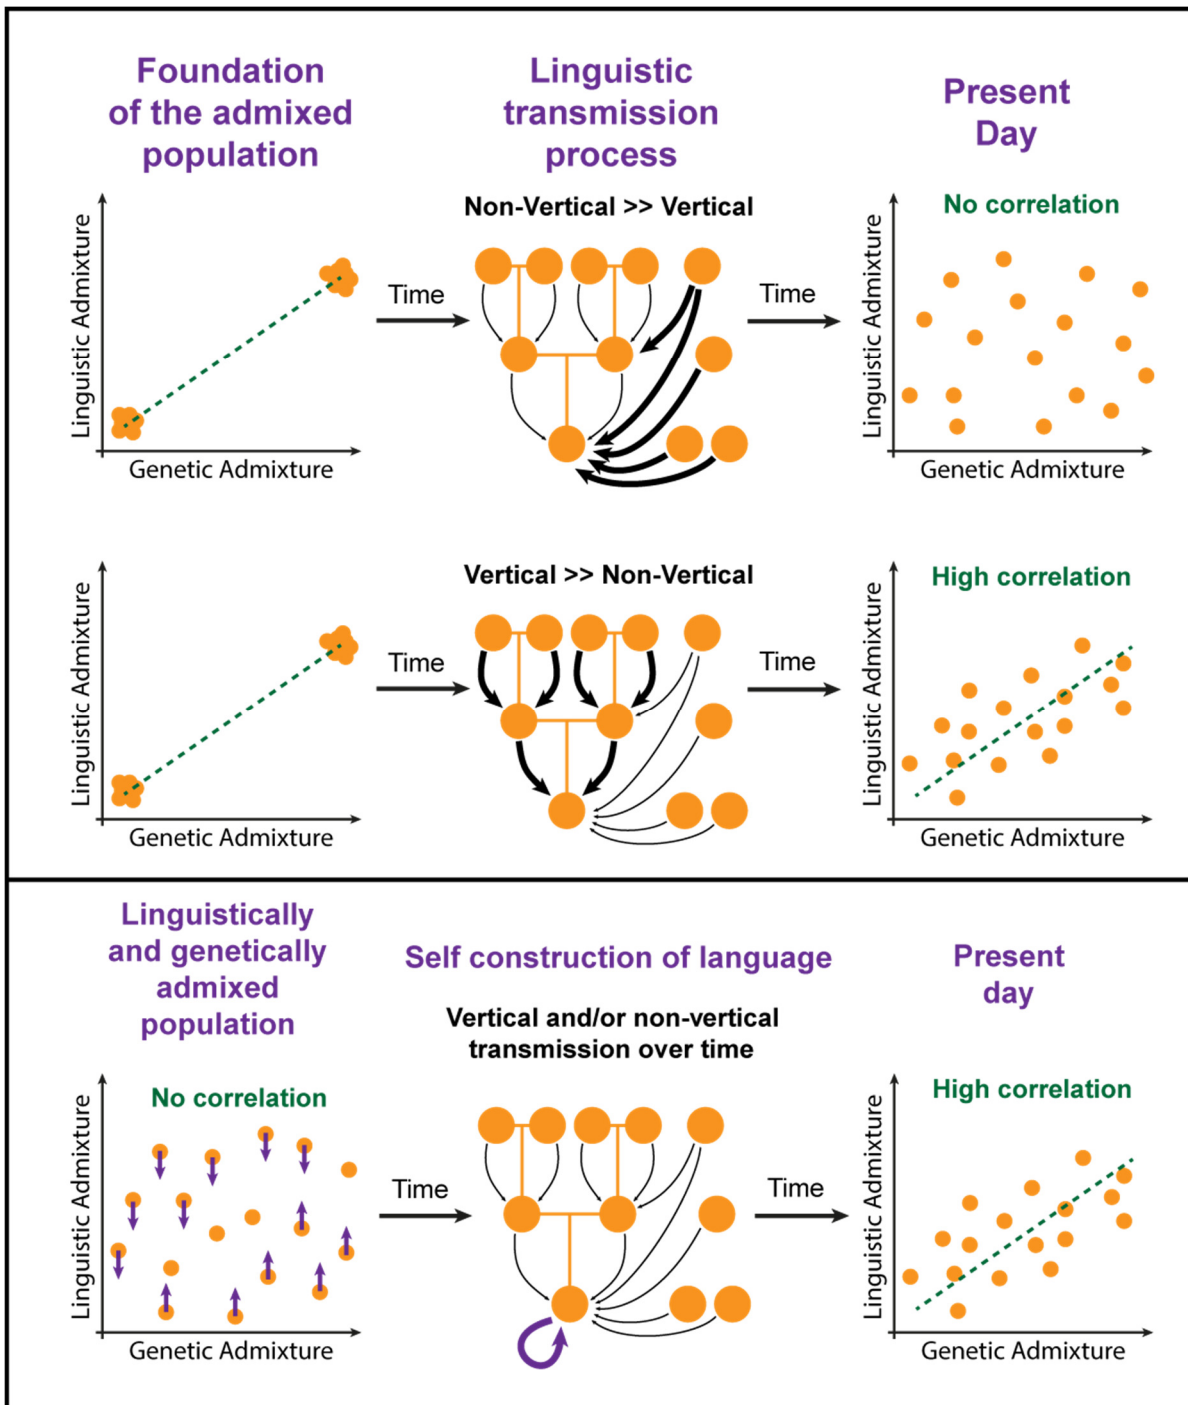 Foundation
of the admixed
population
Linguistic
transmission
process
Present
Day
Linguistic Admixture
Genetic Admixture
Time
Non-Vertical >> Vertical
Time
No correlation
Linguistic Admixture
Genetic Admixture
Linguistic Admixture
Genetic Admixture
Time
Vertical >> Non-Vertical
Time
High correlation
Linguistic Admixture
Genetic Admixture
Linguistically
and genetically
admixed
population
Self construction of language
Present
day
Vertical and/or non-vertical
transmission over time
No correlation
Linguistic Admixture
Genetic Admixture
Time
Time
High correlation
Linguistic Admixture
Genetic Admixture